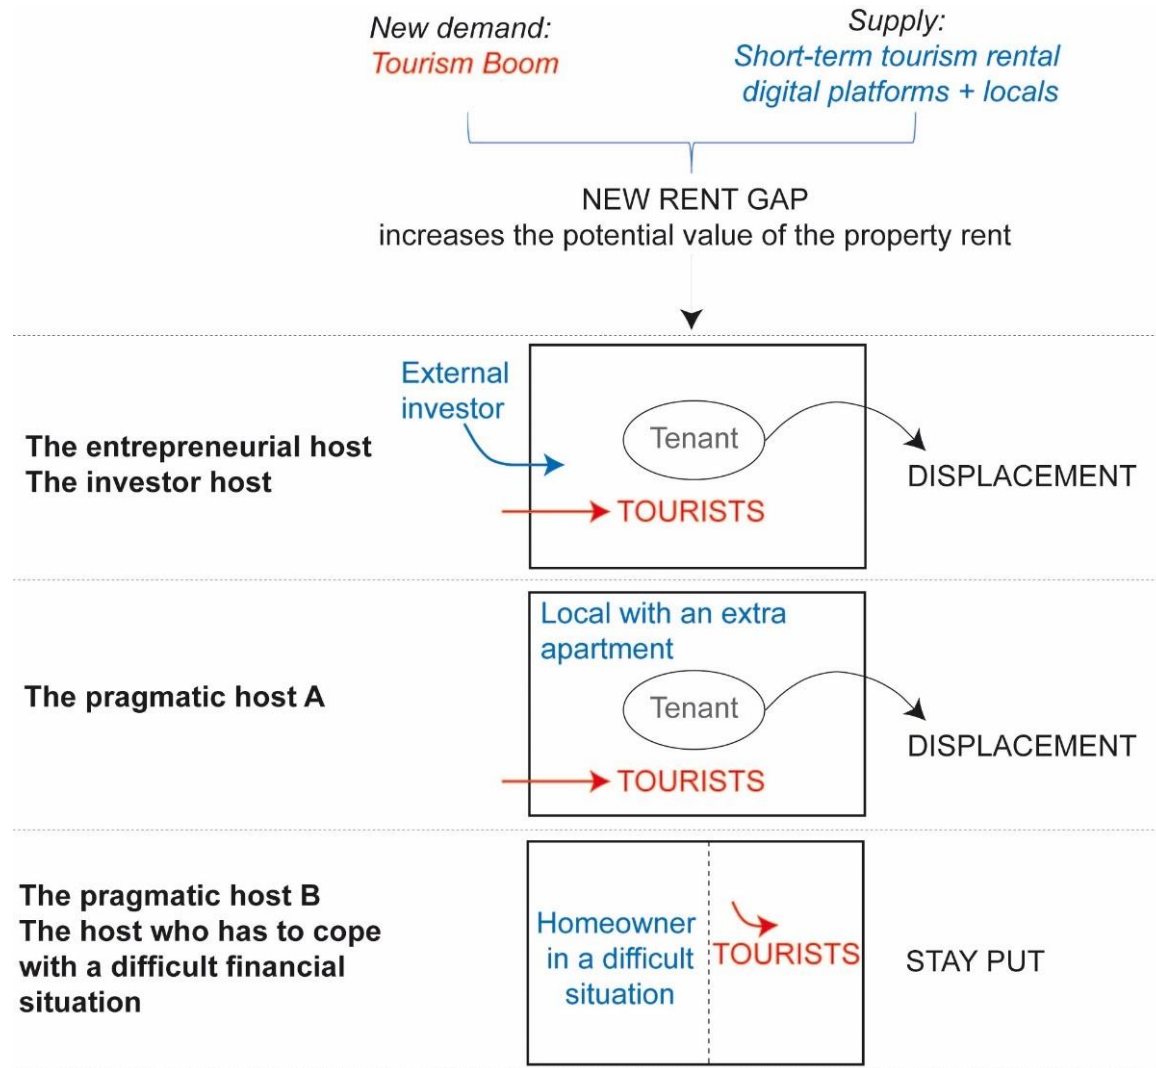 New demand:
Tourism Boom
Supply:
Short-term tourism rental
digital platforms + locals
NEW RENT GAP
increases the potential value of the property rent
The entrepreneurial host
The investor host
External
investor
Tenant
TOURISTS
DISPLACEMENT
The pragmatic host A
Local with an extra
apartment
Tenant
TOURISTS
DISPLACEMENT
The pragmatic host B
The host who has to cope
with a difficult financial
situation
Homeowner
in a difficult
situation
TOURISTS
STAY PUT